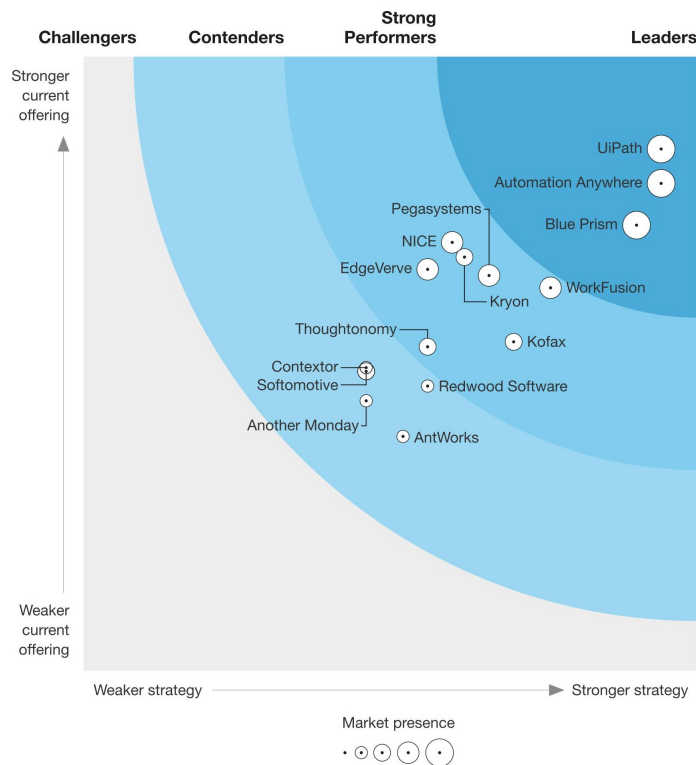 Challengers
Contenders
Strong
Performers
Leaders
Stronger
current
offering
UiPath
Automation Anywhere
Pegasystems
Blue Prism
NICE
EdgeVerve
WorkFusion
Kryon
Thoughtonomy
Kofax
Contextor
Softomotive
Redwood Software
Another Monday
AntWorks
Weaker
current
offering
Weaker strategy
Stronger strategy
Market presence